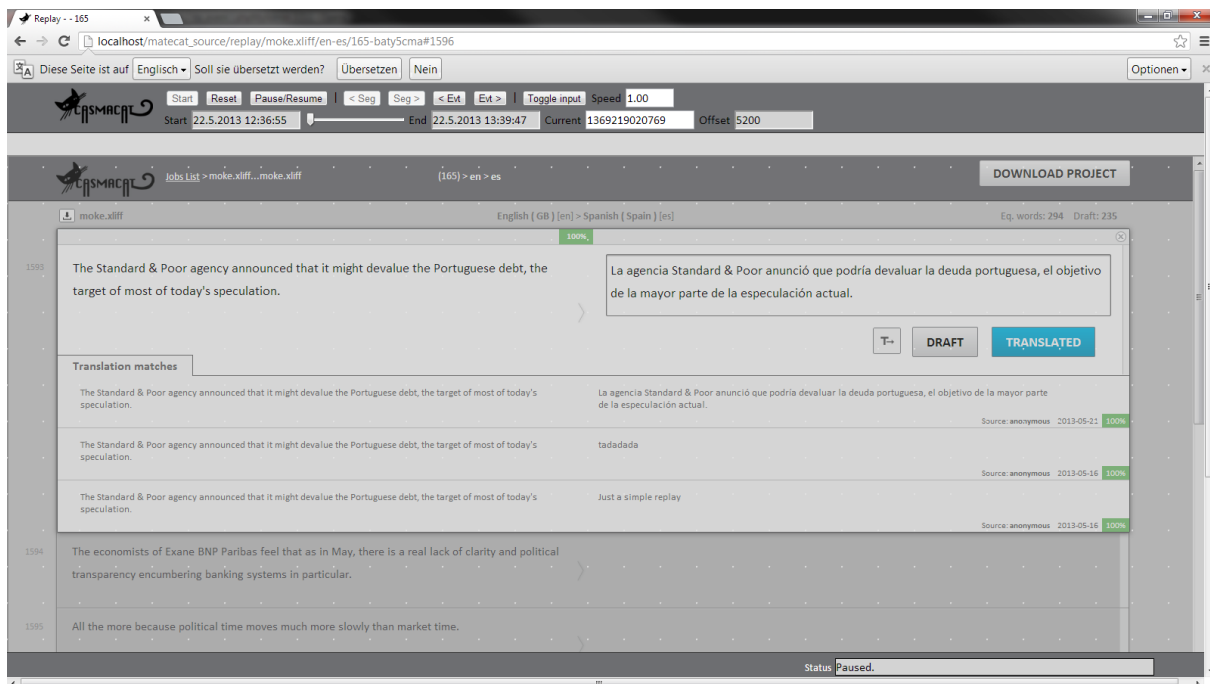 Replay - - 165
localhost/matecat_source/replay/moke.xliff/en-es/165-baty5cma#1596
Diese Seite ist auf Englisch Soll sie übersetzt werden? Übersetzen Nein Optionen
CASMACAT Start Reset Pause/Resume | < Seg Seg > < Evt Evt > | Toggle input Speed 1.00
Start 22.5.2013 12:36:55 End 22.5.2013 13:39:47 Current 1369219020769 Offset 5200
CASMACAT Jobs List > moke.xliff...moke.xliff (165) > en > es DOWNLOAD PROJECT
moke.xliff English ( GB ) [en] > Spanish ( Spain ) [es] Eq. words: 294 Draft: 235
100%
1593 The Standard & Poor agency announced that it might devalue the Portuguese debt, the La agencia Standard & Poor anunció que podría devaluar la deuda portuguesa, el objetivo
target of most of today's speculation. de la mayor parte de la especulación actual.
T→ DRAFT TRANSLATED
Translation matches
The Standard & Poor agency announced that it might devalue the Portuguese debt, the target of most of today's La agencia Standard & Poor anunció que podría devaluar la deuda portuguesa, el objetivo de la mayor parte
speculation. de la especulación actual.
Source: anonymous 2013-05-21 100%
The Standard & Poor agency announced that it might devalue the Portuguese debt, the target of most of today's tadadada
speculation.
Source: anonymous 2013-05-16 100%
The Standard & Poor agency announced that it might devalue the Portuguese debt, the target of most of today's Just a simple replay
speculation.
Source: anonymous 2013-05-16 100%
1594 The economists of Exane BNP Paribas feel that as in May, there is a real lack of clarity and political
transparency encumbering banking systems in particular.
1595 All the more because political time moves much more slowly than market time.
Status Paused.